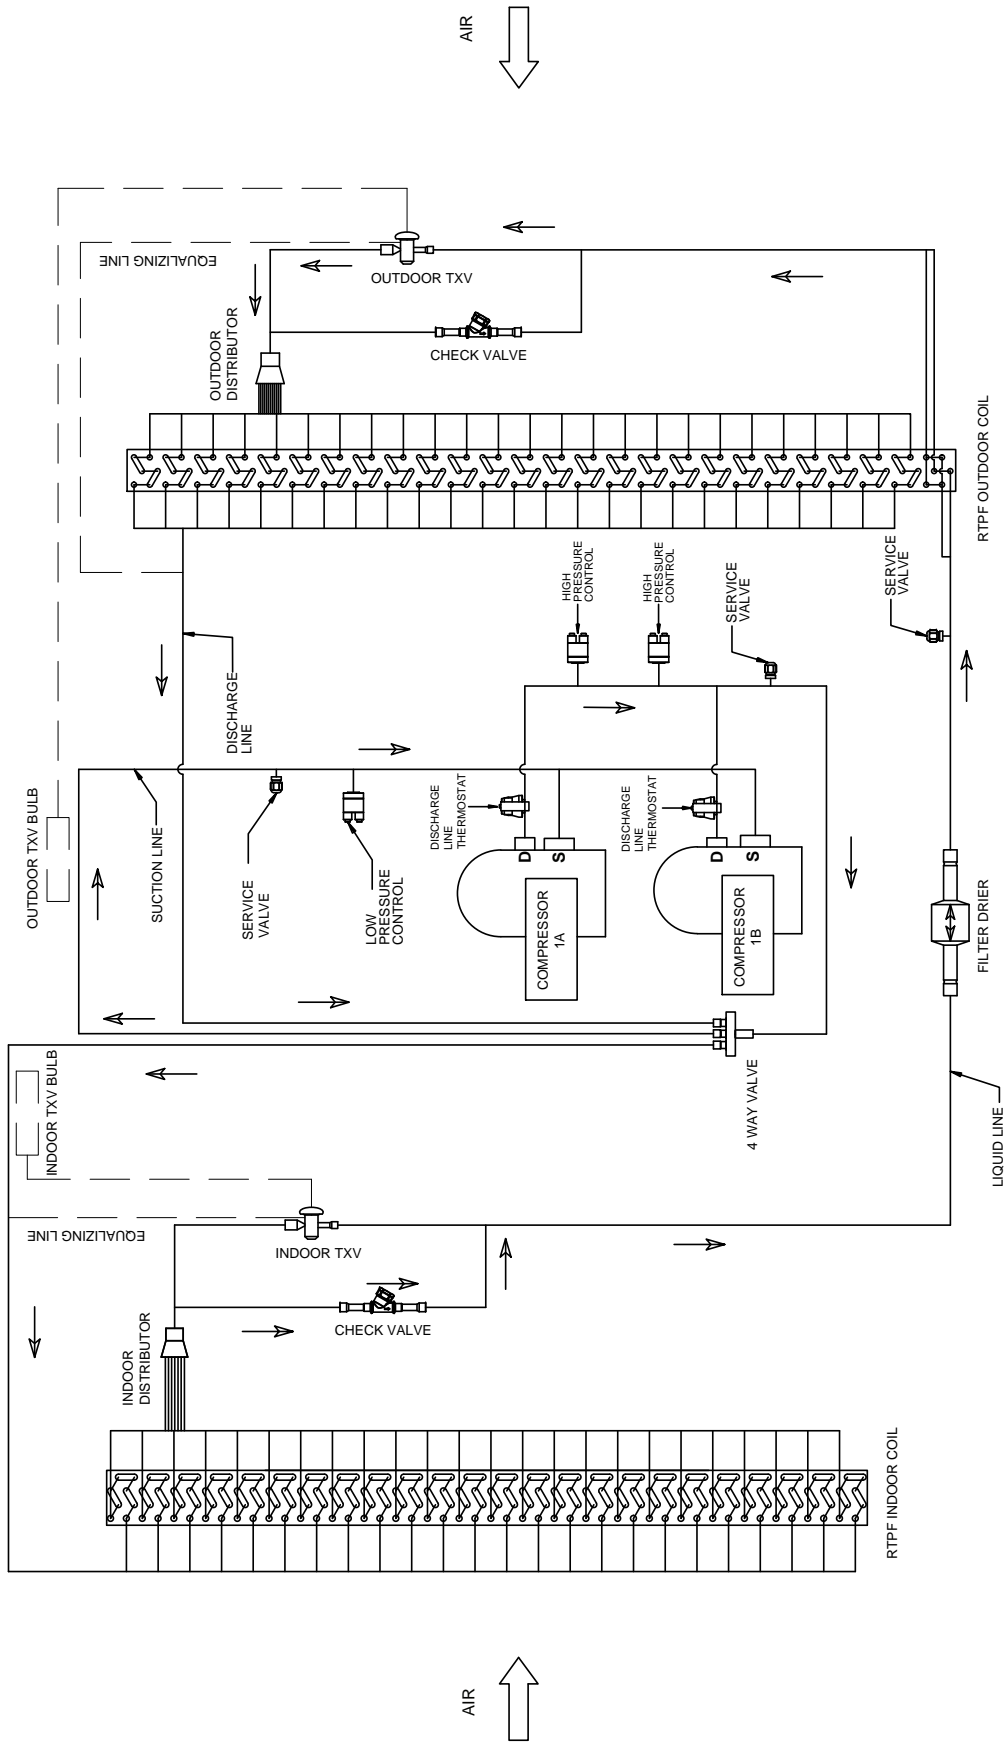 AIR
EQUALIZING LINE
OUTDOOR TXV
OUTDOOR
DISTRIBUTOR
CHECK VALVE
RTPF OUTDOOR COIL
OUTDOOR TXV BULB
SUCTION LINE
DISCHARGE
LINE
SERVICE
VALVE
LOW
PRESSURE
CONTROL
HIGH
PRESSURE
CONTROL
HIGH
PRESSURE
CONTROL
SERVICE
VALVE
SERVICE
VALVE
DISCHARGE
LINE
THERMOSTAT
DISCHARGE
LINE
THERMOSTAT
D
S
COMPRESSOR
1A
D
S
COMPRESSOR
1B
FILTER DRIER
4 WAY VALVE
LIQUID LINE
INDOOR TXV BULB
EQUALIZING LINE
INDOOR TXV
CHECK VALVE
INDOOR
DISTRIBUTOR
RTPF INDOOR COIL
AIR